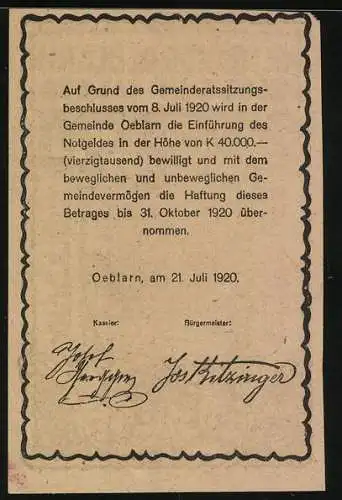 Auf Grund des Gemeinderatssitzungs-
beschlusses vom 8. Juli 1920 wird in der
Gemeinde Oeblarn die Einführung des
Notgeldes in der Höhe von K 40.000.—
(vierzigtausend) bewilligt und mit dem
beweglichen und unbeweglichen Ge-
meindevermögen die Haftung dieses
Betrages bis 31. Oktober 1920 über-
nommen.
Oeblarn, am 21. Juli 1920.
Kassier: Bürgermeister:
Josef Jos Kitzinger